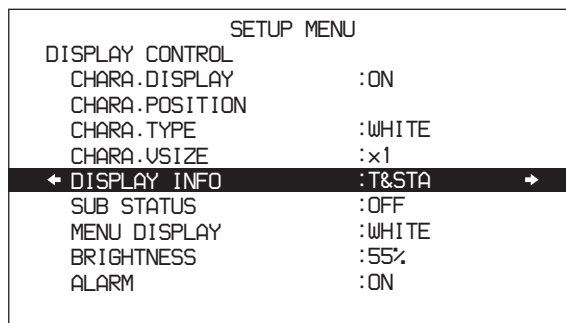 SETUP MENU
DISPLAY CONTROL
CHARA.DISPLAY :ON
CHARA.POSITION
CHARA.TYPE :WHITE
CHARA.VSIZE :×1
← DISPLAY INFO :T&STA →
SUB STATUS :OFF
MENU DISPLAY :WHITE
BRIGHTNESS :55%
ALARM :ON